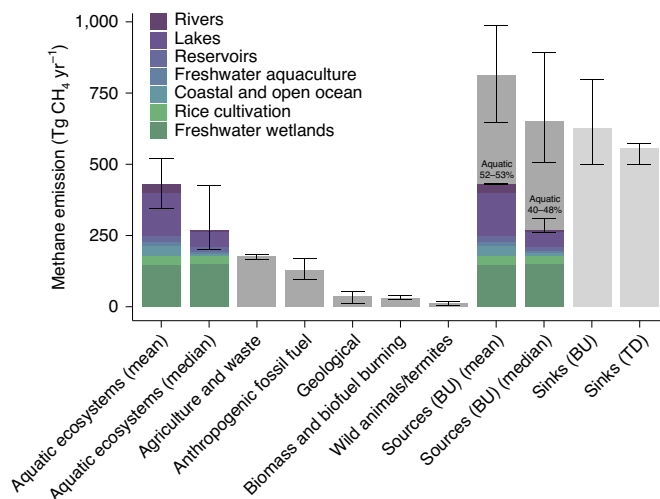 Methane emission (Tg CH₄ yr⁻¹)
1,000
750
500
250
0
Rivers
Lakes
Reservoirs
Freshwater aquaculture
Coastal and open ocean
Rice cultivation
Freshwater wetlands
Aquatic
52–53%
Aquatic
40–48%
Aquatic ecosystems (mean)
Aquatic ecosystems (median)
Agriculture and waste
Anthropogenic fossil fuel
Geological
Biomass and biofuel burning
Wild animals/termites
Sources (BU) (mean)
Sources (BU) (median)
Sinks (BU)
Sinks (TD)